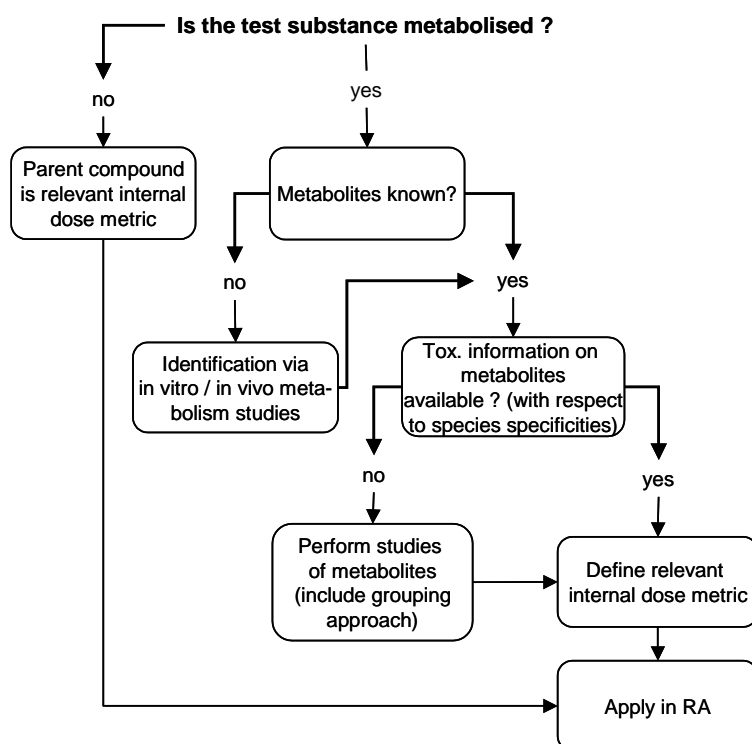 Is the test substance metabolised ?
no
yes
Parent compound
is relevant internal
dose metric
Metabolites known?
no
yes
Identification via
in vitro / in vivo meta-
bolism studies
Tox. information on
metabolites
available ? (with respect
to species specificities)
no
yes
Perform studies
of metabolites
(include grouping
approach)
Define relevant
internal dose metric
Apply in RA